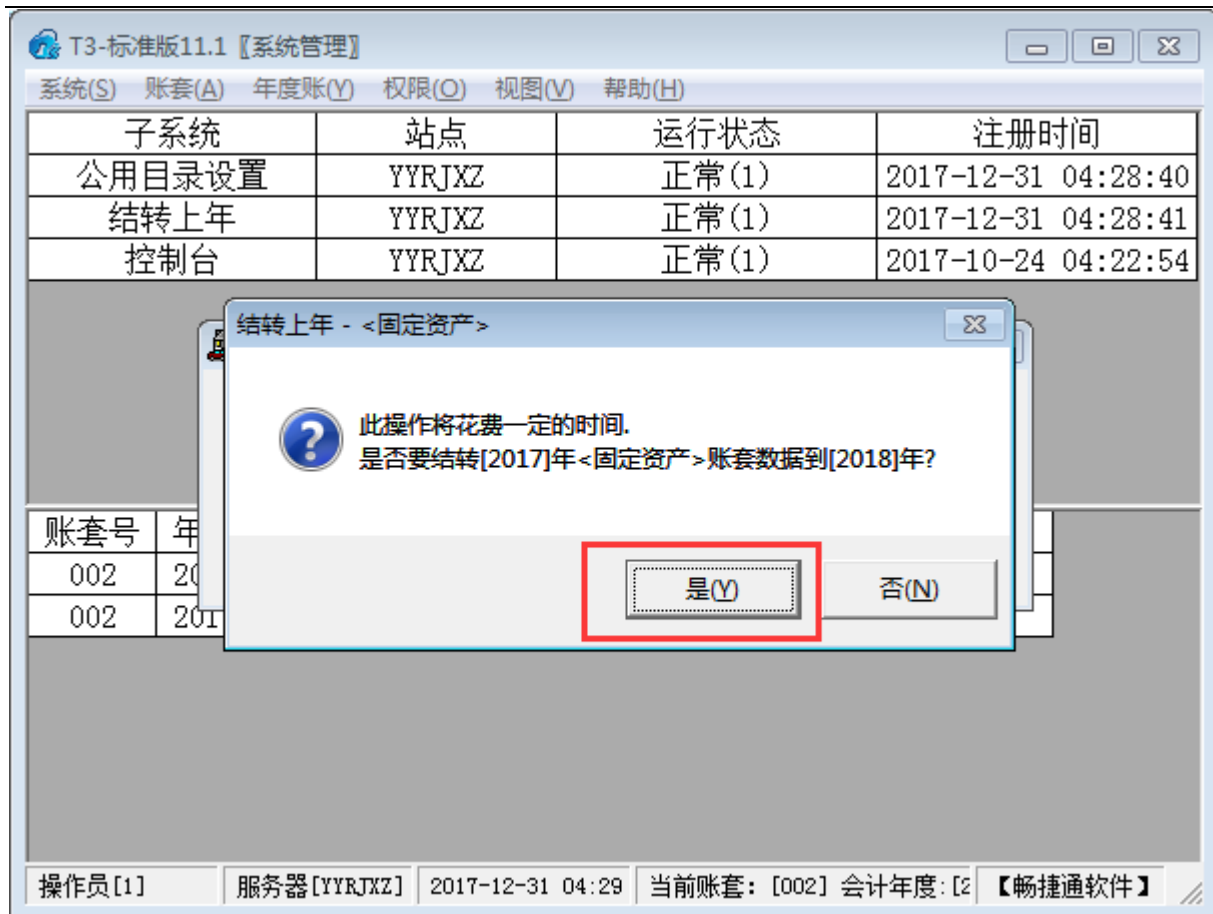 T3-标准版11.1〖系统管理〗
系统(S) 账套(A) 年度账(Y) 权限(O) 视图(V) 帮助(H)
子系统 站点 运行状态 注册时间
公用目录设置 YYRJXZ 正常(1) 2017-12-31 04:28:40
结转上年 YYRJXZ 正常(1) 2017-12-31 04:28:41
控制台 YYRJXZ 正常(1) 2017-10-24 04:22:54
结转上年 - <固定资产>
此操作将花费一定的时间.
是否要结转[2017]年<固定资产>账套数据到[2018]年?
是(Y) 否(N)
账套号 年
002 20
002 201
操作员[1] 服务器[YYRJXZ] 2017-12-31 04:29 当前账套: [002] 会计年度:[2 【畅捷通软件】